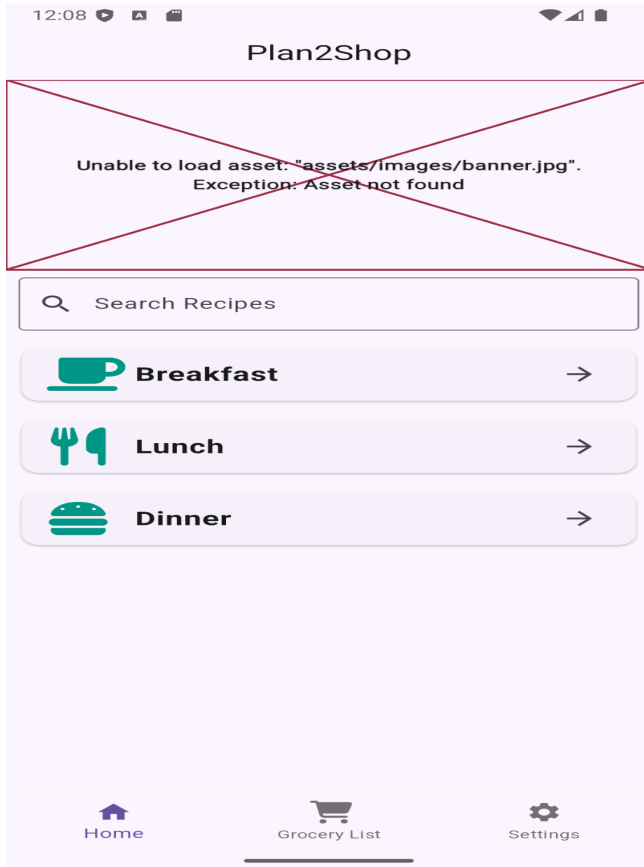 12:08
Plan2Shop
Unable to load asset: "assets/images/banner.jpg".
Exception: Asset not found
Search Recipes
Breakfast
Lunch
Dinner
Home
Grocery List
Settings